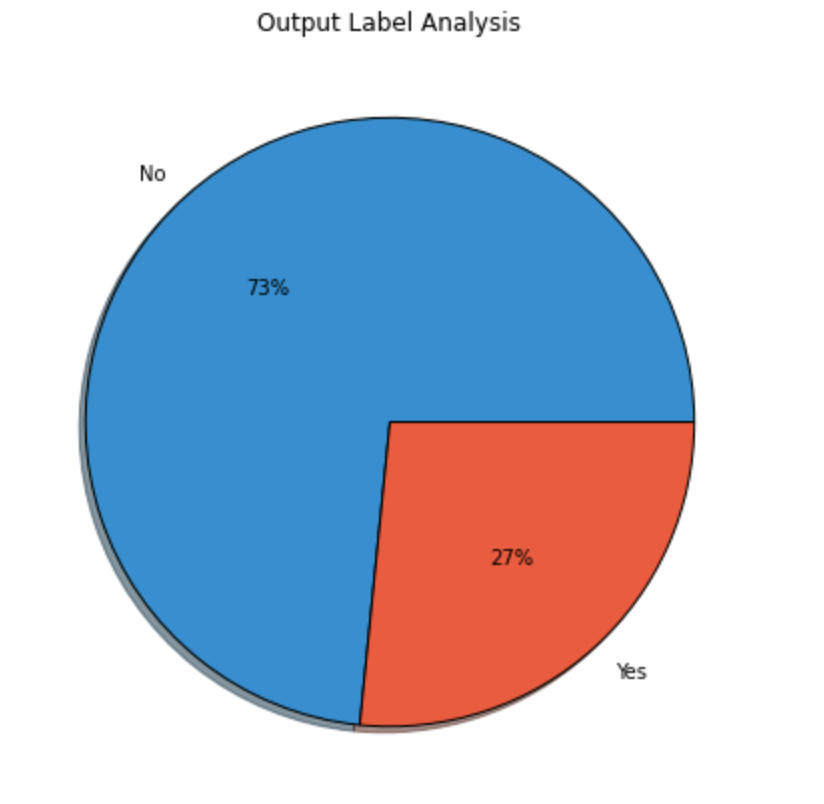 Output Label Analysis
No
73%
27%
Yes